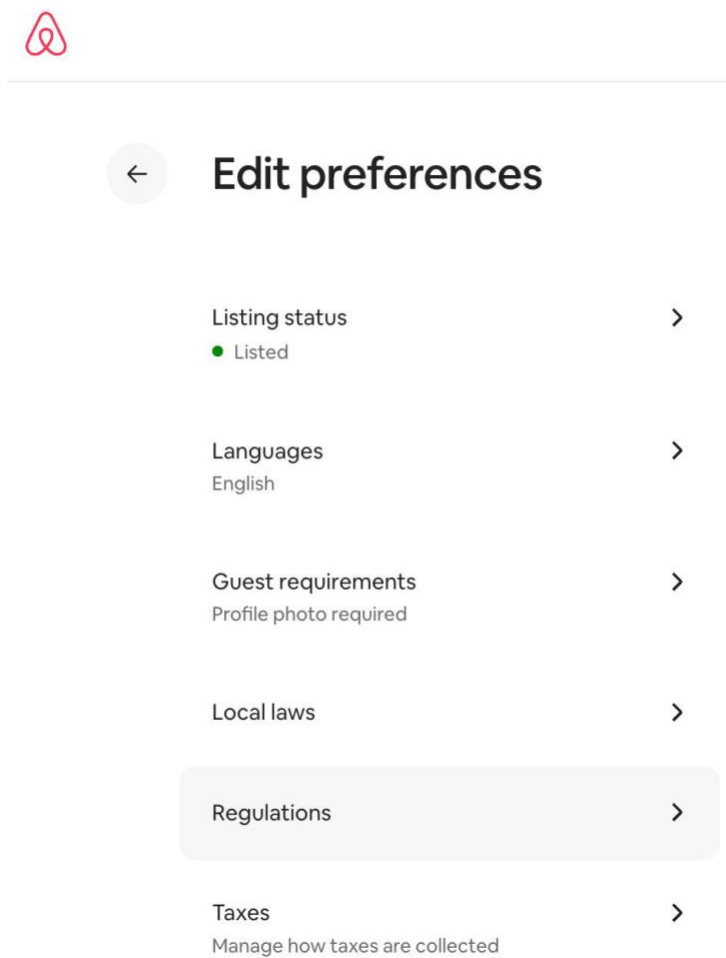 Edit preferences
Listing status
Listed
Languages
English
Guest requirements
Profile photo required
Local laws
Regulations
Taxes
Manage how taxes are collected